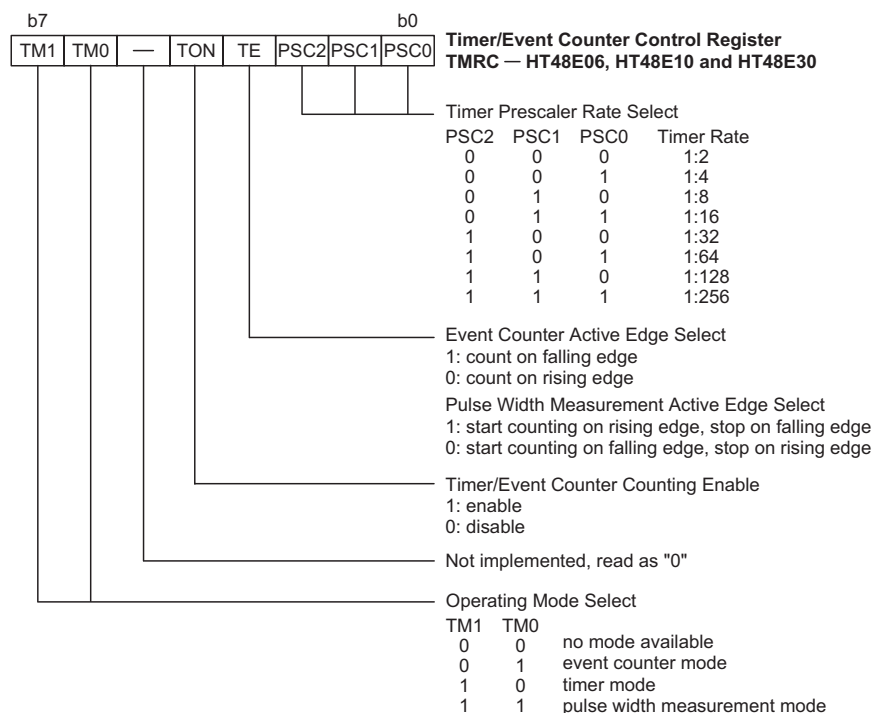 b7 b0
TM1 TM0 — TON TE PSC2 PSC1 PSC0
Timer/Event Counter Control Register
TMRC — HT48E06, HT48E10 and HT48E30
Timer Prescaler Rate Select
PSC2 PSC1 PSC0 Timer Rate
0 0 0 1:2
0 0 1 1:4
0 1 0 1:8
0 1 1 1:16
1 0 0 1:32
1 0 1 1:64
1 1 0 1:128
1 1 1 1:256
Event Counter Active Edge Select
1: count on falling edge
0: count on rising edge
Pulse Width Measurement Active Edge Select
1: start counting on rising edge, stop on falling edge
0: start counting on falling edge, stop on rising edge
Timer/Event Counter Counting Enable
1: enable
0: disable
Not implemented, read as "0"
Operating Mode Select
TM1 TM0
0 0 no mode available
0 1 event counter mode
1 0 timer mode
1 1 pulse width measurement mode